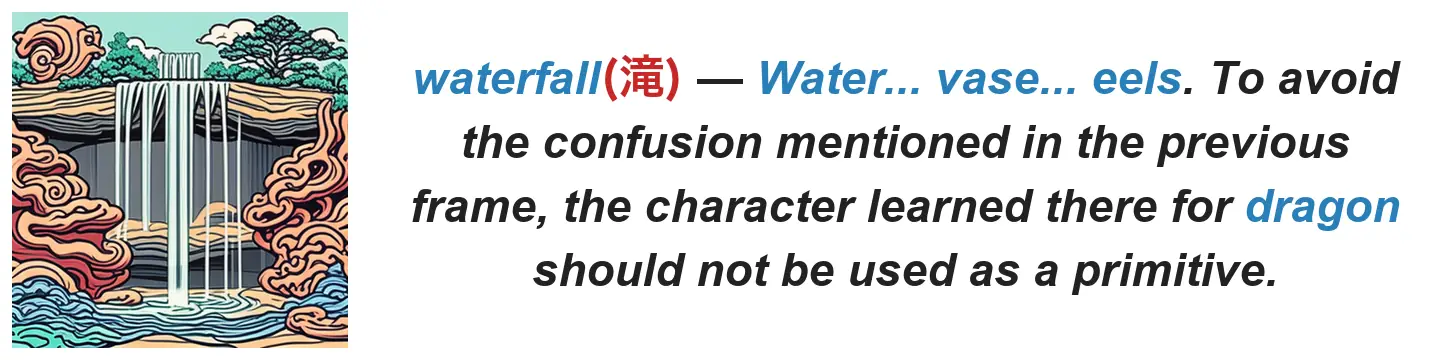 waterfall(滝) — Water... vase... eels. To avoid
the confusion mentioned in the previous
frame, the character learned there for dragon
should not be used as a primitive.